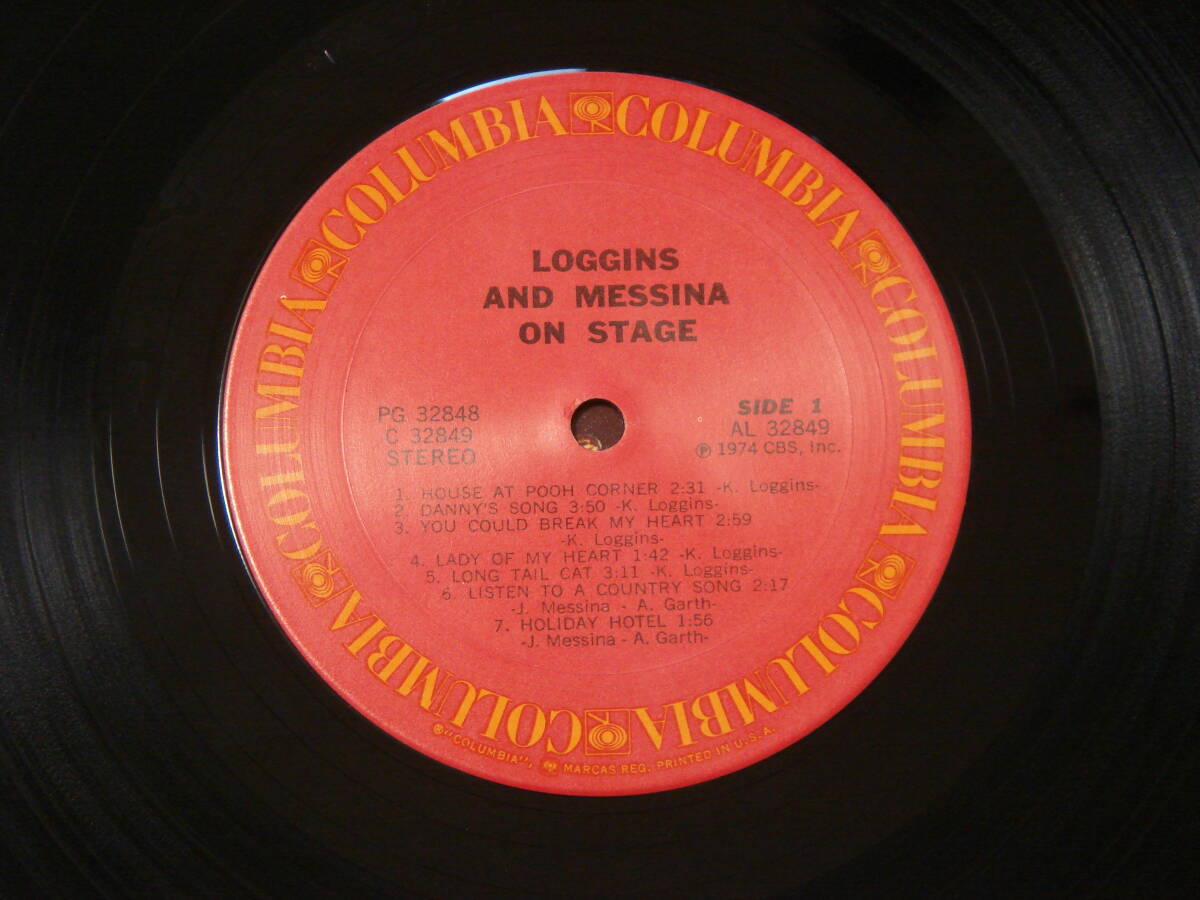 COLUMBIA COLUMBIA COLUMBIA COLUMBIA COLUMBIA COLUMBIA COLUMBIA
LOGGINS
AND MESSINA
ON STAGE
PG 32848
C 32849
STEREO
SIDE 1
AL 32849
℗ 1974 CBS, Inc.
1. HOUSE AT POOH CORNER 2:31 -K. Loggins-
2. DANNY'S SONG 3:50 -K. Loggins-
3. YOU COULD BREAK MY HEART 2:59
-K. Loggins-
4. LADY OF MY HEART 1:42 -K. Loggins-
5. LONG TAIL CAT 3:11 -K. Loggins-
6. LISTEN TO A COUNTRY SONG 2:17
-J. Messina - A. Garth-
7. HOLIDAY HOTEL 1:56
-J. Messina - A. Garth-
®"COLUMBIA", MARCAS REG. PRINTED IN U.S.A.